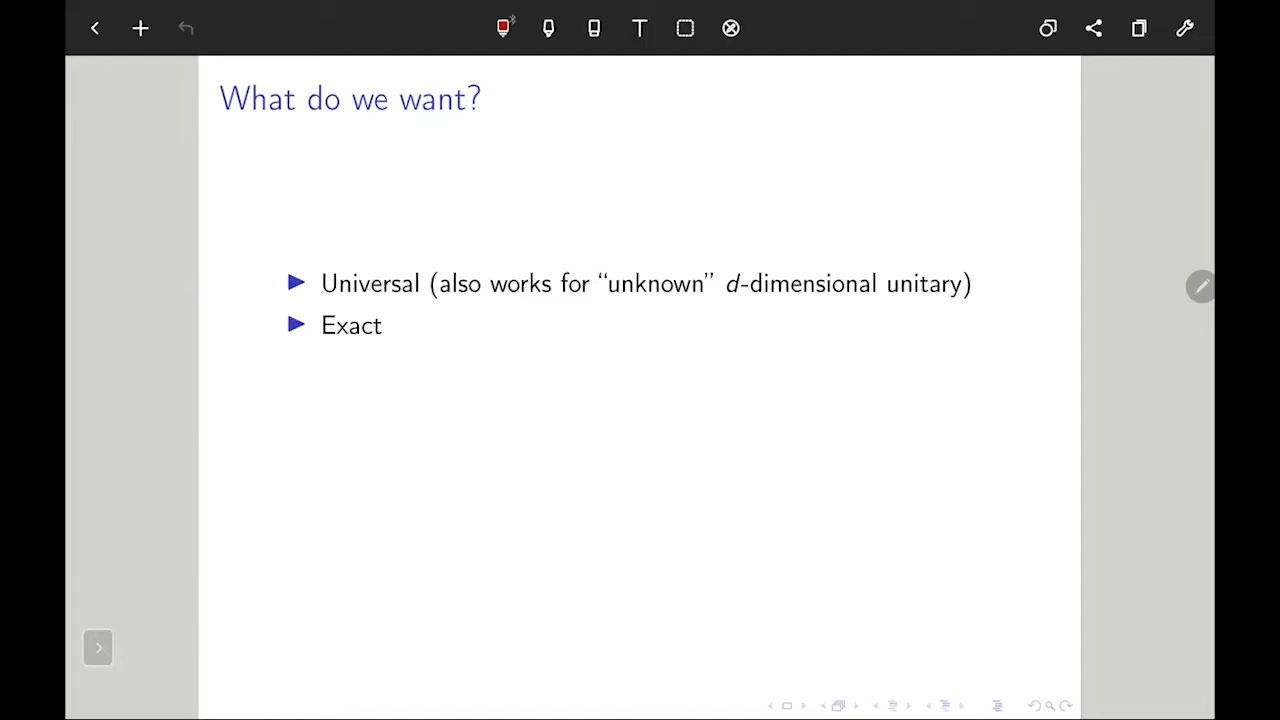 What do we want?
Universal (also works for “unknown” d-dimensional unitary)
Exact